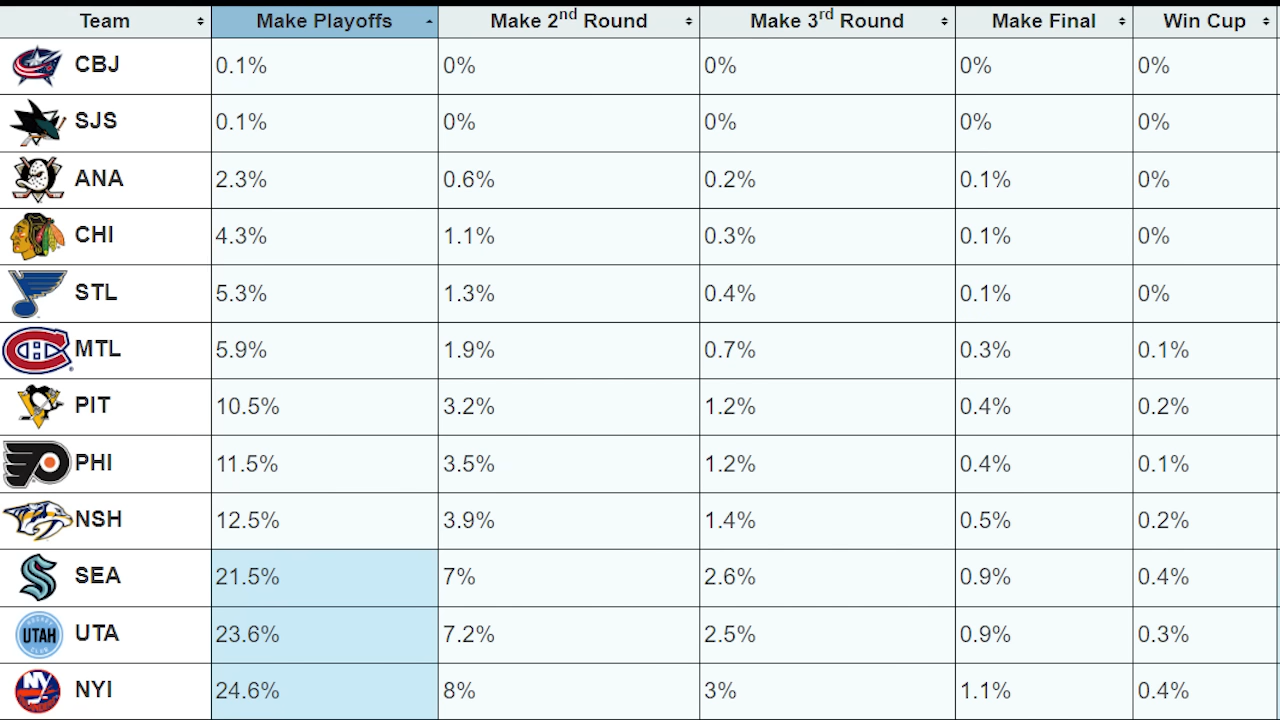 Team Make Playoffs Make 2nd Round Make 3rd Round Make Final Win Cup
CBJ 0.1% 0% 0% 0% 0%
SJS 0.1% 0% 0% 0% 0%
ANA 2.3% 0.6% 0.2% 0.1% 0%
CHI 4.3% 1.1% 0.3% 0.1% 0%
STL 5.3% 1.3% 0.4% 0.1% 0%
MTL 5.9% 1.9% 0.7% 0.3% 0.1%
PIT 10.5% 3.2% 1.2% 0.4% 0.2%
PHI 11.5% 3.5% 1.2% 0.4% 0.1%
NSH 12.5% 3.9% 1.4% 0.5% 0.2%
SEA 21.5% 7% 2.6% 0.9% 0.4%
UTAH UTA 23.6% 7.2% 2.5% 0.9% 0.3%
NY NYI 24.6% 8% 3% 1.1% 0.4%